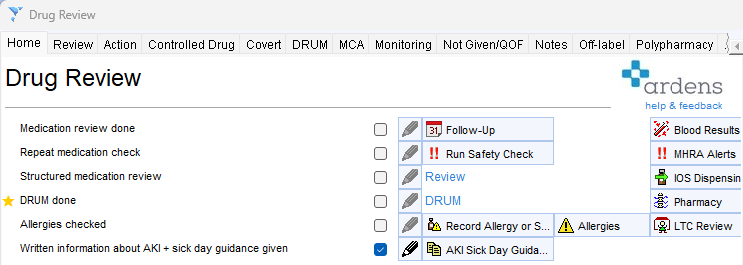 Drug Review
Home Review Action Controlled Drug Covert DRUM MCA Monitoring Not Given/QOF Notes Off-label Polypharmacy
Drug Review
ardens
help & feedback
Medication review done 31 Follow-Up Blood Results
Repeat medication check !! Run Safety Check !! MHRA Alerts
Structured medication review Review IOS Dispensin
DRUM done DRUM Pharmacy
Allergies checked Record Allergy or S... Allergies LTC Review
Written information about AKI + sick day guidance given AKI Sick Day Guida...